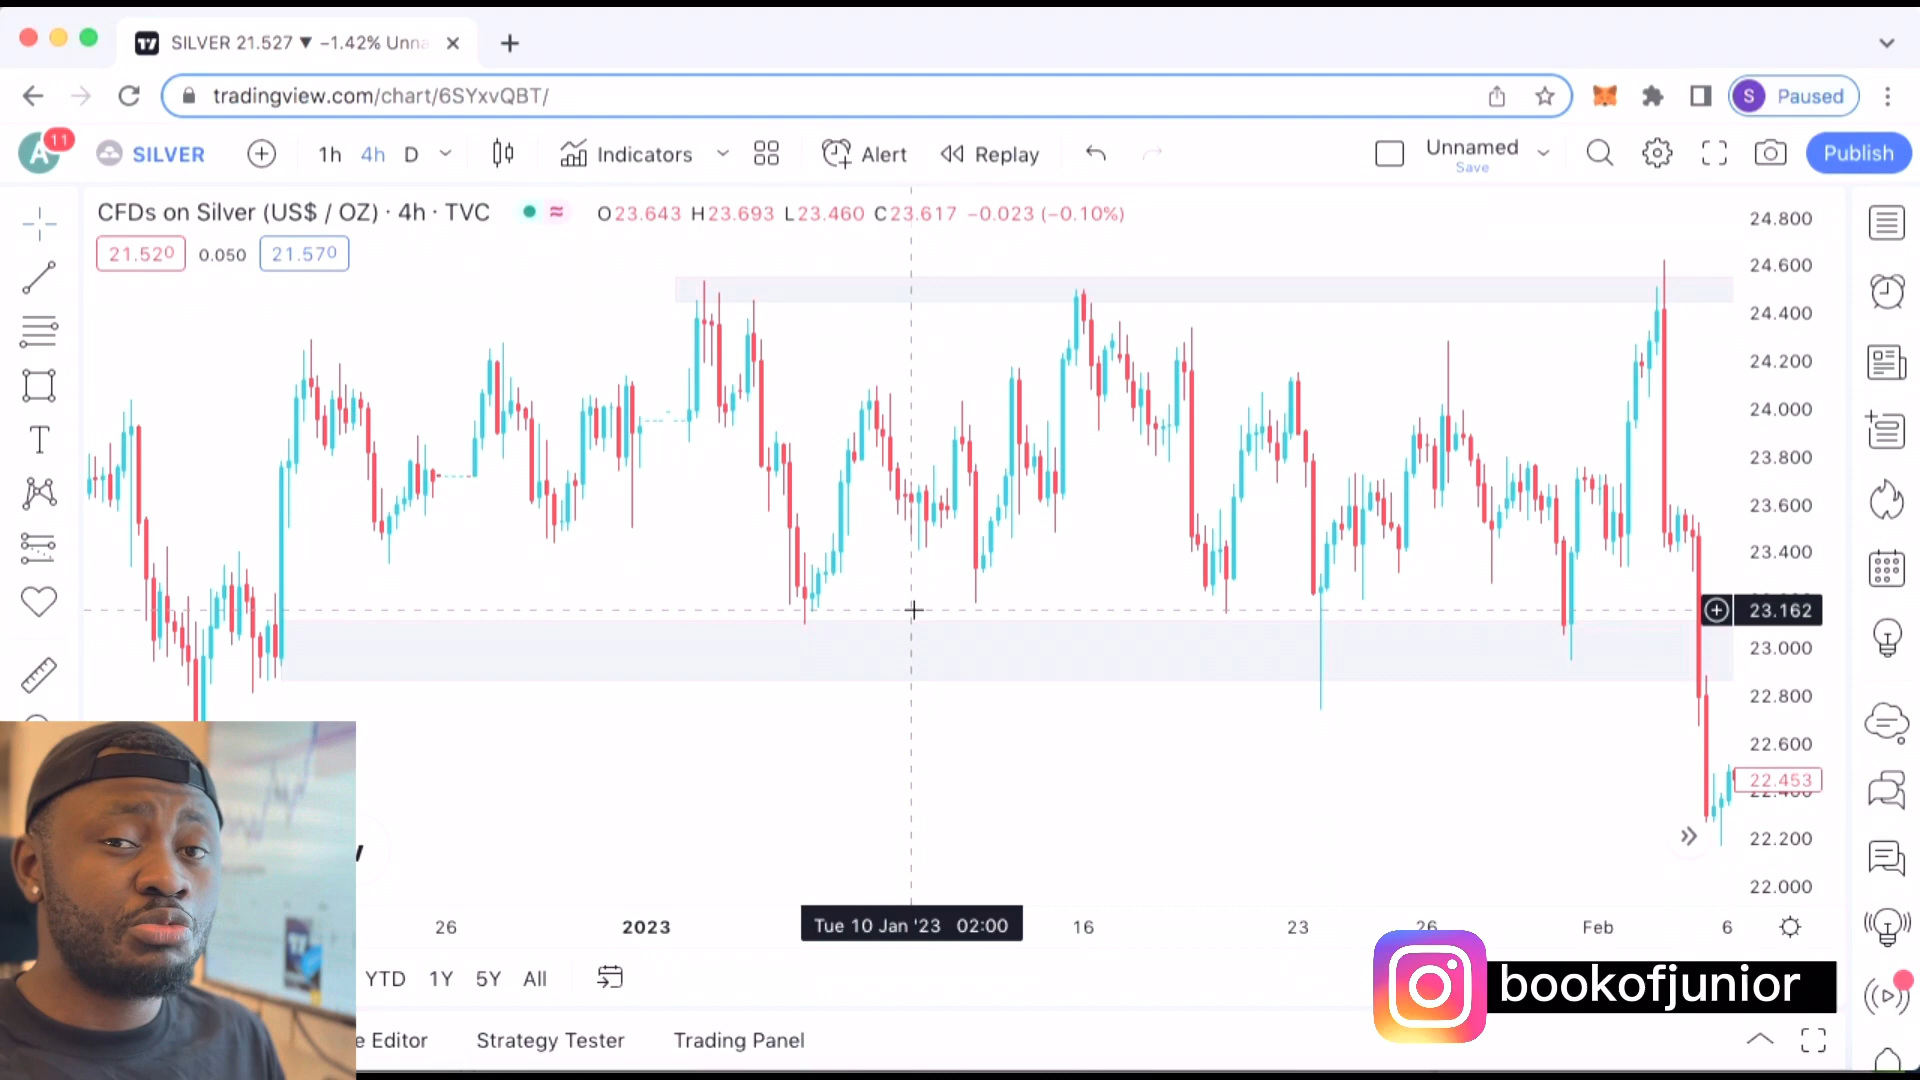 SILVER 21.527 ▼ −1.42% Unna
tradingview.com/chart/6SYxvQBT/
S Paused
A 11 SILVER 1h 4h D Indicators Alert Replay Unnamed Save Publish
CFDs on Silver (US$ / OZ) · 4h · TVC O23.643 H23.693 L23.460 C23.617 −0.023 (−0.10%)
21.520 0.050 21.570
24.800
24.600
24.400
24.200
24.000
23.800
23.600
23.400
23.162
23.000
22.800
22.600
22.453
22.400
22.200
22.000
26 2023 Tue 10 Jan '23 02:00 16 23 26 Feb 6
YTD 1Y 5Y All
bookofjunior
e Editor Strategy Tester Trading Panel